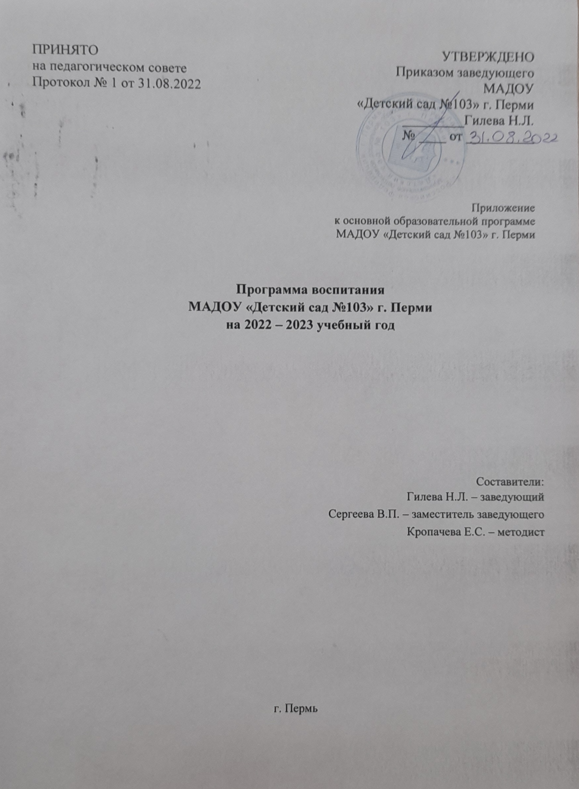 ПРИНЯТО
на педагогическом совете
Протокол № 1 от 31.08.2022
УТВЕРЖДЕНО
Приказом заведующего
МАДОУ
«Детский сад №103» г. Перми
Гилева Н.Л.
№ ____ от 31.08.2022
Приложение
к основной образовательной программе
МАДОУ «Детский сад №103» г. Перми
Программа воспитания
МАДОУ «Детский сад №103» г. Перми
на 2022 – 2023 учебный год
Составители:
Гилева Н.Л. – заведующий
Сергеева В.П. – заместитель заведующего
Кропачева Е.С. – методист
г. Пермь